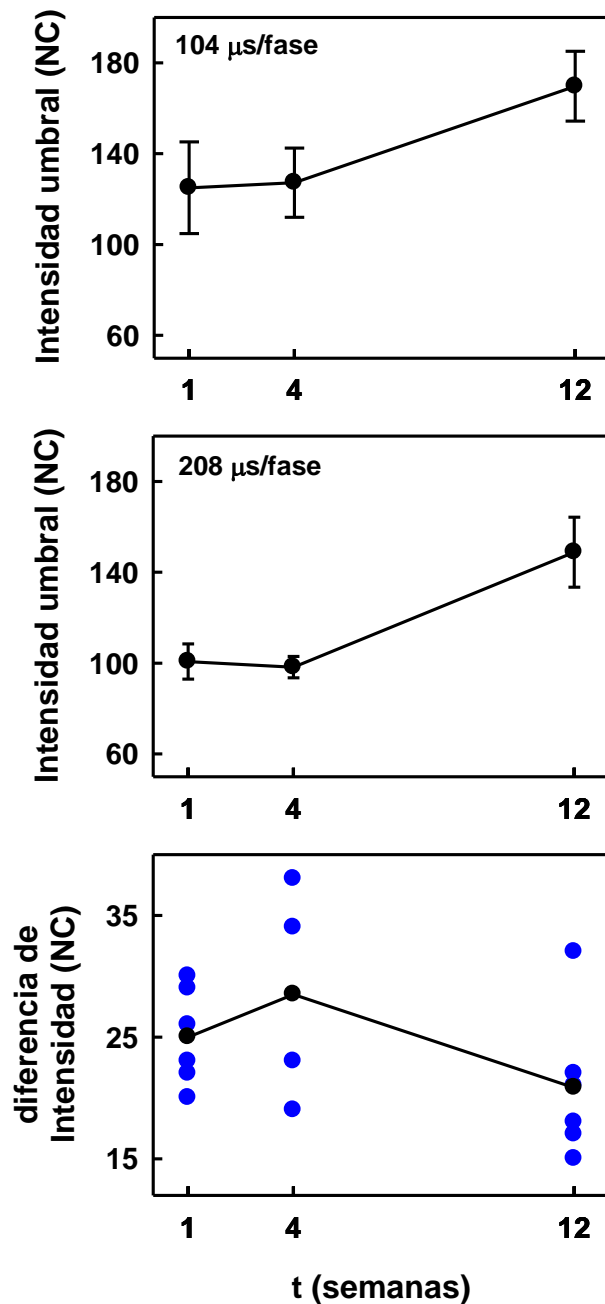 Intensidad umbral (NC)
104 μs/fase
180
140
100
60
1 4 12
Intensidad umbral (NC)
208 μs/fase
180
140
100
60
1 4 12
diferencia de
Intensidad (NC)
35
25
15
1 4 12
t (semanas)